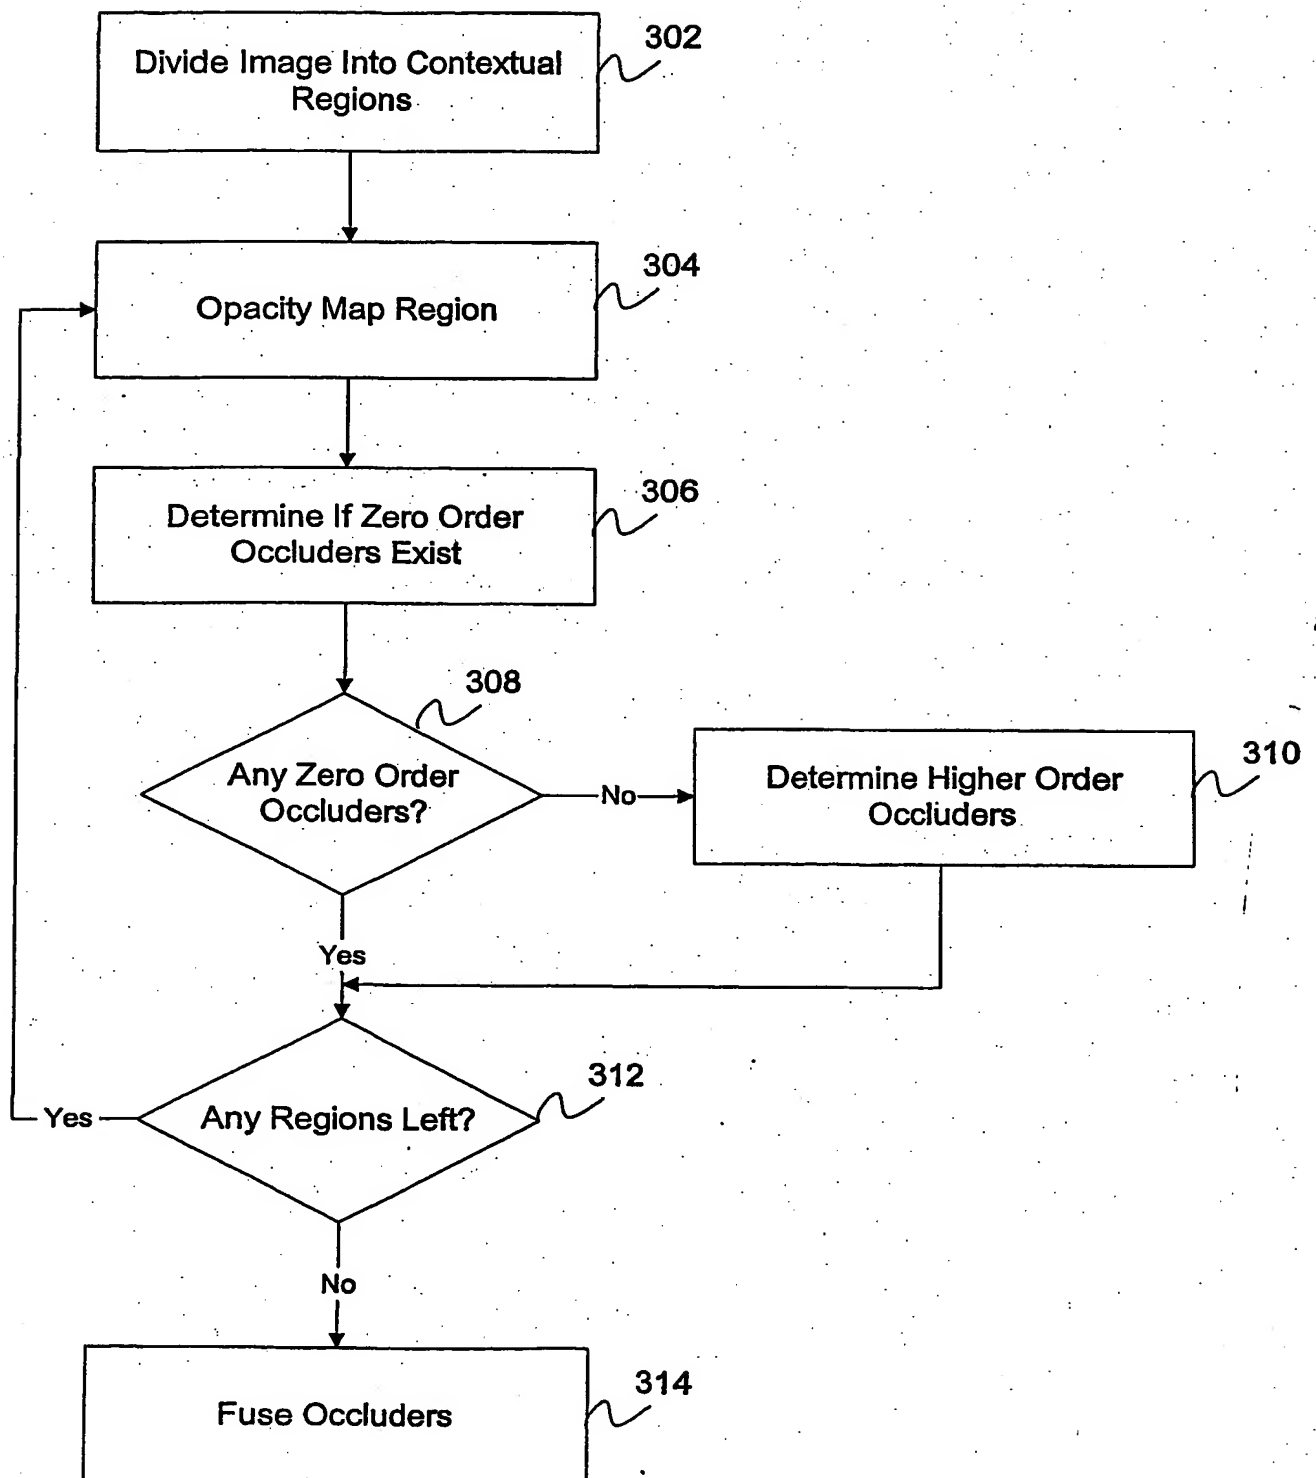 302
Divide Image Into Contextual
Regions
304
Opacity Map Region
306
Determine If Zero Order
Occluders Exist
308
Any Zero Order
Occluders?
No
310
Determine Higher Order
Occluders
Yes
312
Any Regions Left?
Yes
No
314
Fuse Occluders